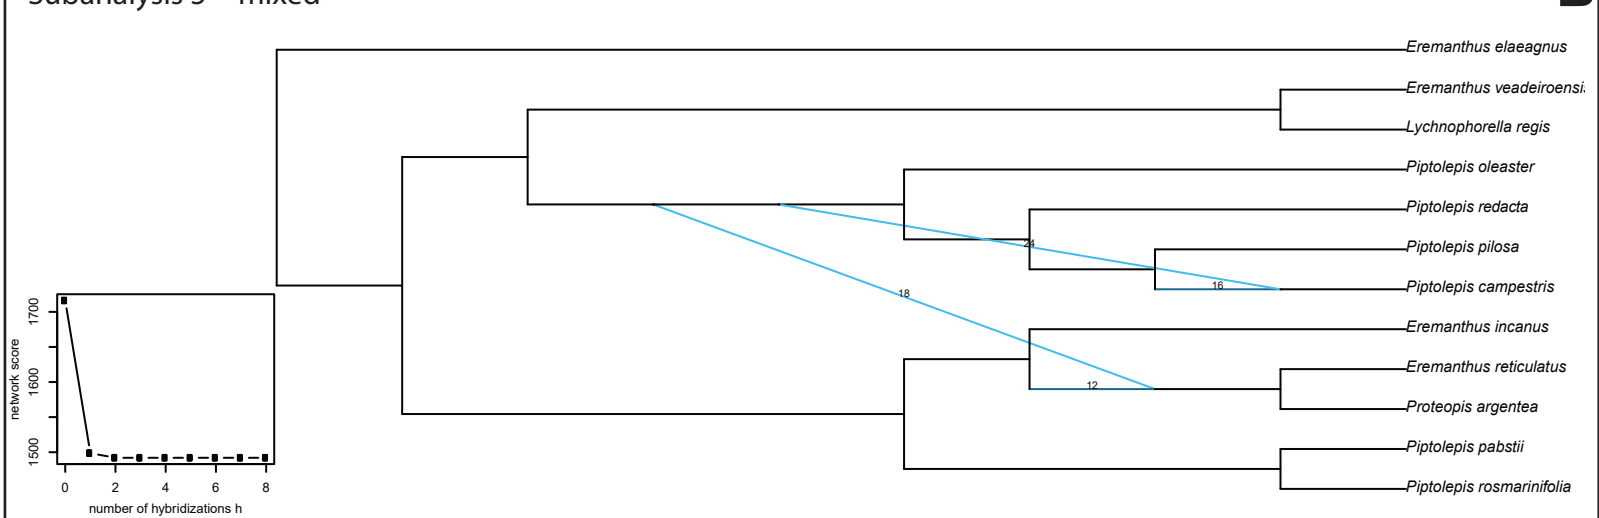 Subanalysis 3 – mixed
Eremanthus elaeagnus
Eremanthus veadeiroensis
Lychnophorella regis
Piptolepis oleaster
Piptolepis redacta
24
Piptolepis pilosa
16
Piptolepis campestris
18
Eremanthus incanus
Eremanthus reticulatus
12
Proteopis argentea
Piptolepis pabstii
Piptolepis rosmarinifolia
network score
1700
1600
1500
0 2 4 6 8
number of hybridizations h